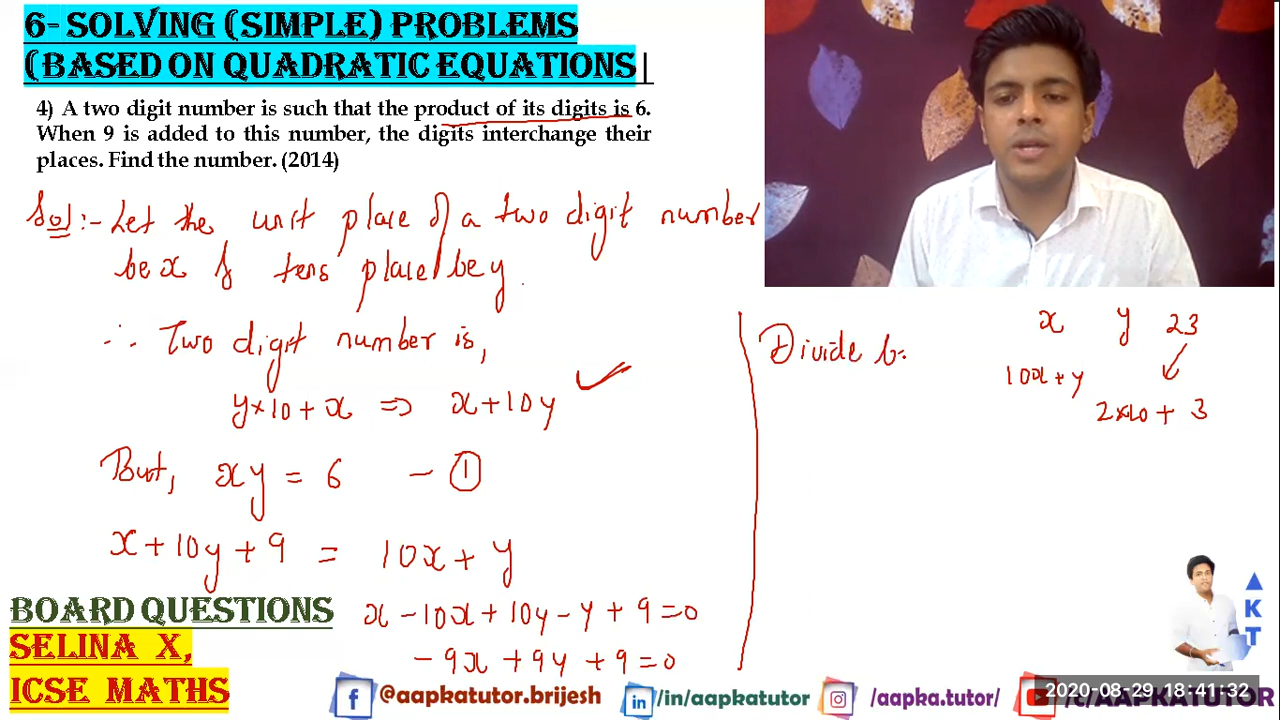 6- SOLVING (SIMPLE) PROBLEMS
(BASED ON QUADRATIC EQUATIONS
4) A two digit number is such that the product of its digits is 6.
When 9 is added to this number, the digits interchange their
places. Find the number. (2014)
Sol:- Let the unit place of a two digit number
be x & tens place be y
∴ Two digit number is,
y×10 + x ⇒ x+10y ✓
But, xy = 6 - ①
x+10y+9 = 10x+y
x-10x+10y-y+9=0
-9x+9y+9=0
Divide b
x y 23
10x+y
2×10+3
BOARD QUESTIONS
SELINA X,
ICSE MATHS
AKT
@aapkatutor.brijesh
/in/aapkatutor
/aapka.tutor/
/c/AAPKATUTOR
2020-08-29 18:41:32